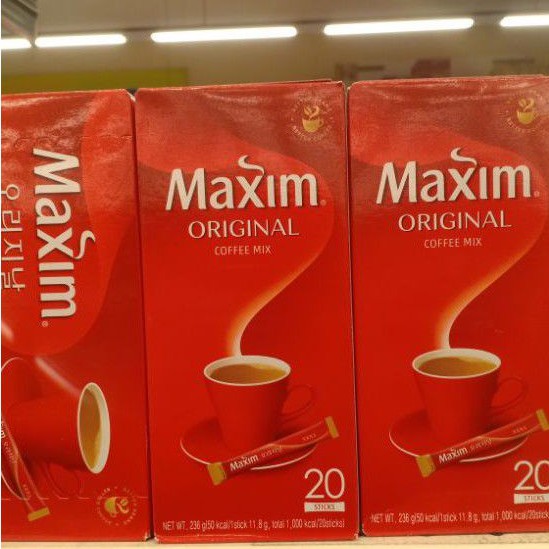 Maxim
오리지날
Maxim
ORIGINAL
COFFEE MIX
Maxim
20
STICKS
NET WT. 236 g(50 kcal/1stick 11.8 g, total 1,000 kcal/20sticks)
Maxim
ORIGINAL
COFFEE MIX
Maxim
20
STICKS
NET WT. 236 g(50 kcal/1stick 11.8 g, total 1,000 kcal/20stick